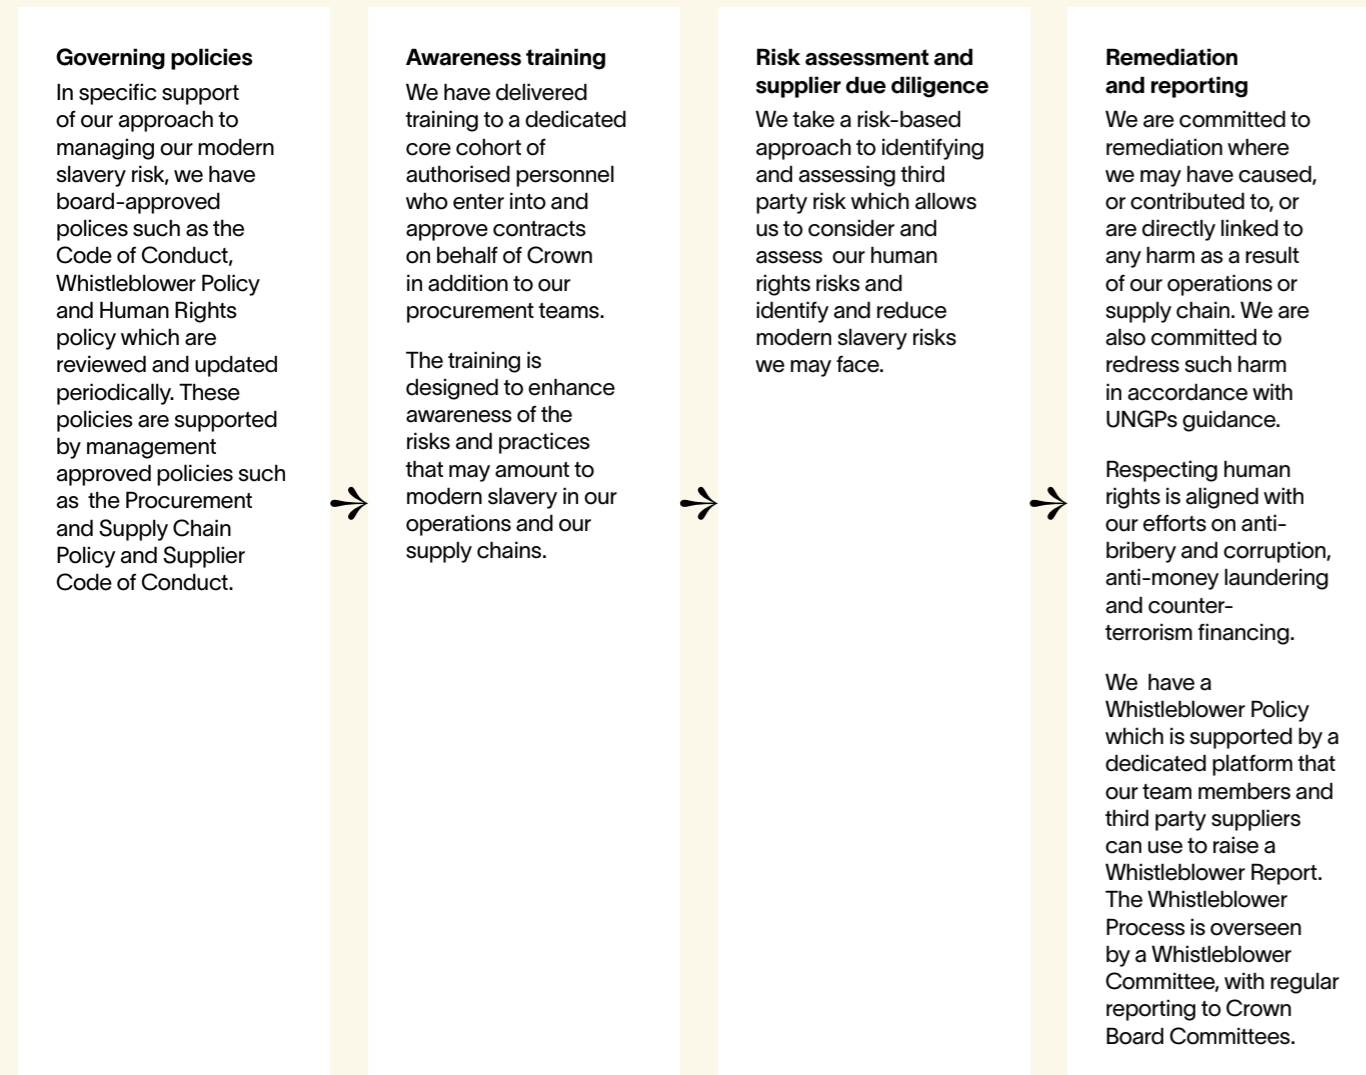 Governing policies
In specific support
of our approach to
managing our modern
slavery risk, we have
board-approved
polices such as the
Code of Conduct,
Whistleblower Policy
and Human Rights
policy which are
reviewed and updated
periodically. These
policies are supported
by management
approved policies such
as  the Procurement
and Supply Chain
Policy and Supplier
Code of Conduct.
Awareness training
We have delivered
training to a dedicated
core cohort of
authorised personnel
who enter into and
approve contracts
on behalf of Crown
in addition to our
procurement teams.
The training is
designed to enhance
awareness of the
risks and practices
that may amount to
modern slavery in our
operations and our
supply chains.
Risk assessment and
supplier due diligence
We take a risk-based
approach to identifying
and assessing third
party risk which allows
us to consider and
assess  our human
rights risks and
identify and reduce
modern slavery risks
we may face.
Remediation
and reporting
We are committed to
remediation where
we may have caused,
or contributed to, or
are directly linked to
any harm as a result
of our operations or
supply chain. We are
also committed to
redress such harm
in accordance with
UNGPs guidance.
Respecting human
rights is aligned with
our efforts on anti-
bribery and corruption,
anti-money laundering
and counter-
terrorism financing.
We  have a
Whistleblower Policy
which is supported by a
dedicated platform that
our team members and
third party suppliers
can use to raise a
Whistleblower Report.
The Whistleblower
Process is overseen
by a Whistleblower
Committee, with regular
reporting to Crown
Board Committees.